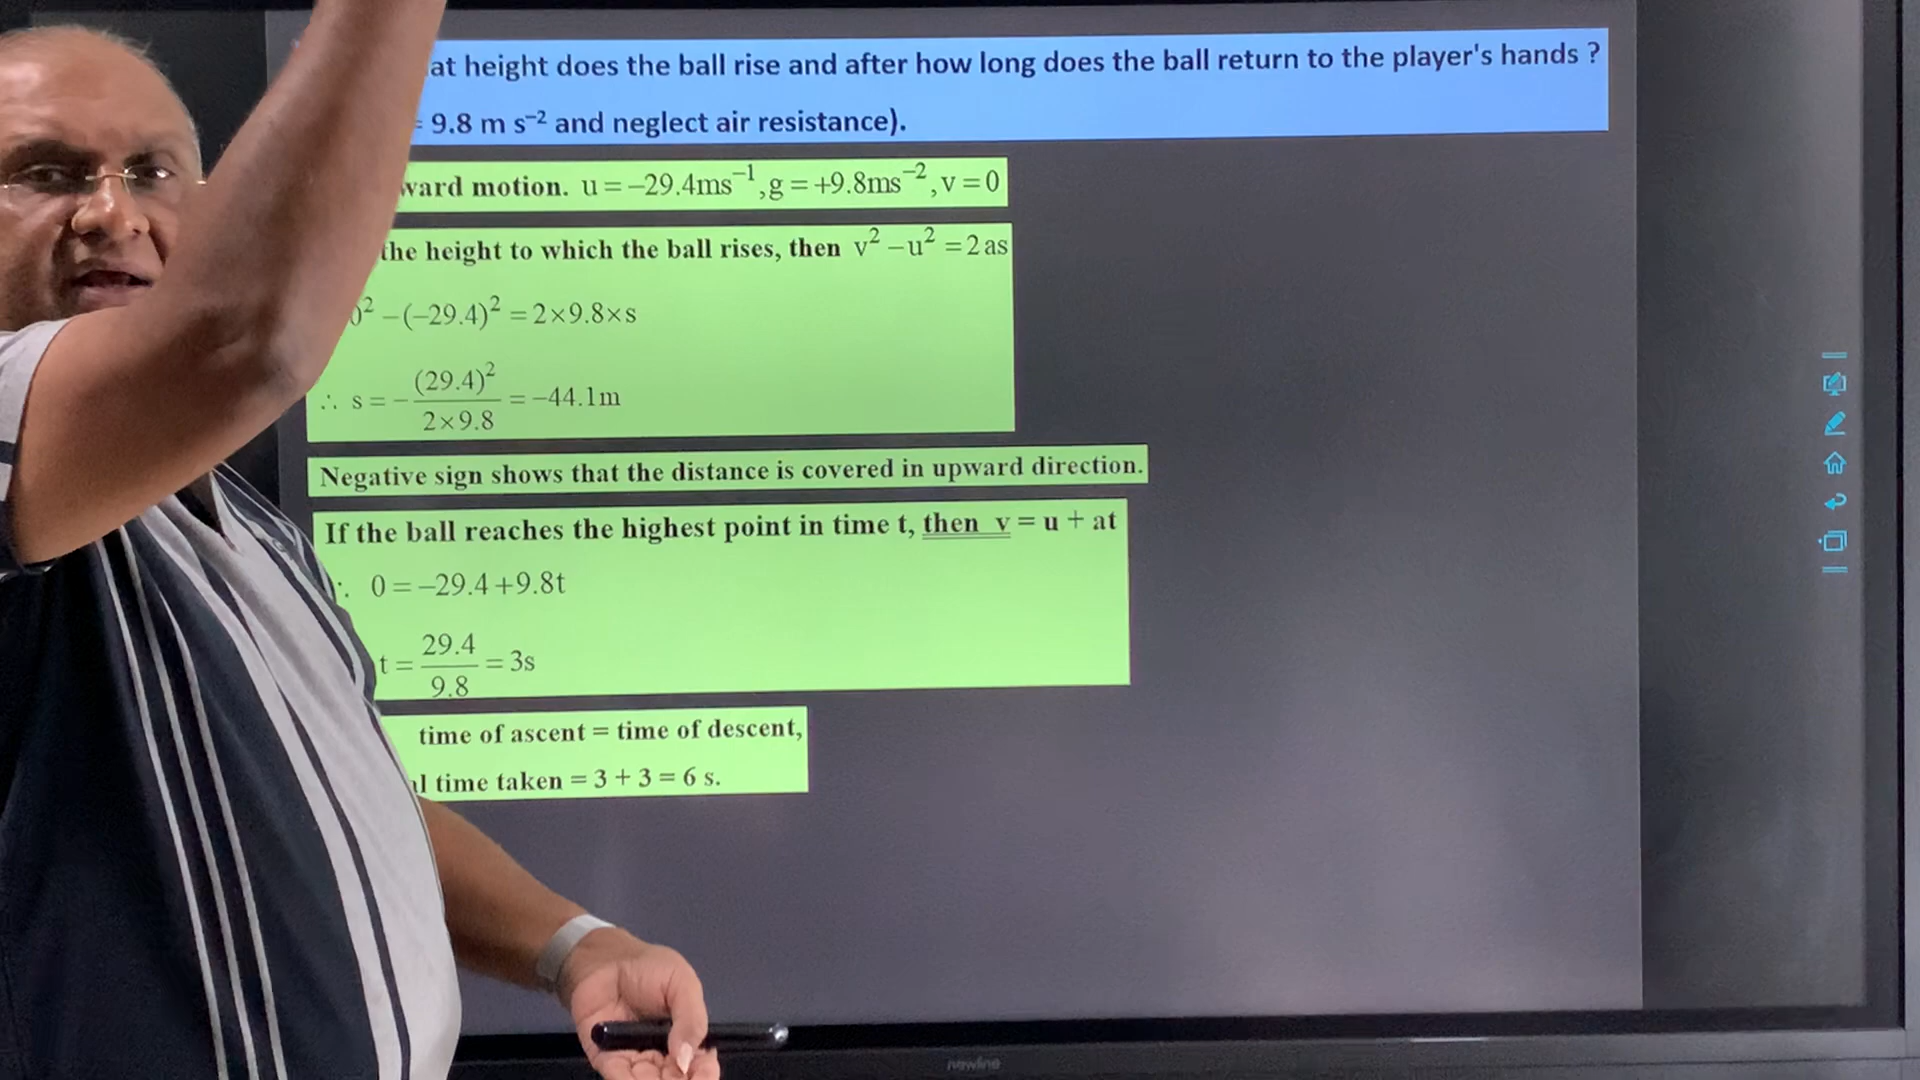 at height does the ball rise and after how long does the ball return to the player's hands ?
= 9.8 m s⁻² and neglect air resistance).
ward motion. u = −29.4ms⁻¹, g = +9.8ms⁻², v = 0
the height to which the ball rises, then v² − u² = 2as
0² − (−29.4)² = 2×9.8×s
∴ s = − (29.4)² / 2×9.8 = −44.1m
Negative sign shows that the distance is covered in upward direction.
If the ball reaches the highest point in time t, then v = u + at
0 = −29.4 + 9.8t
t = 29.4 / 9.8 = 3s
time of ascent = time of descent,
l time taken = 3 + 3 = 6 s.
newline